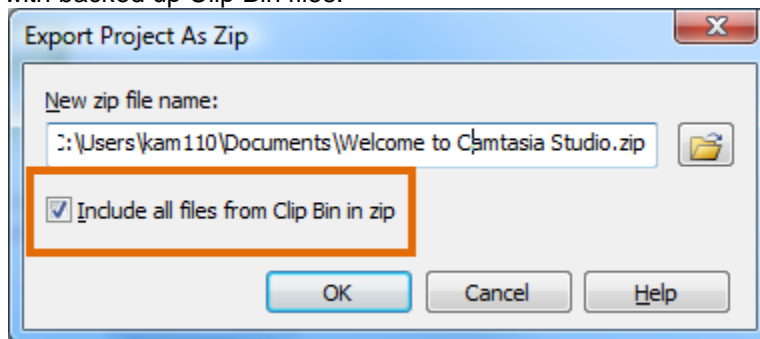 with backed up Clip Bin files.
Export Project As Zip
New zip file name:
C:\Users\kam110\Documents\Welcome to Camtasia Studio.zip
Include all files from Clip Bin in zip
OK Cancel Help